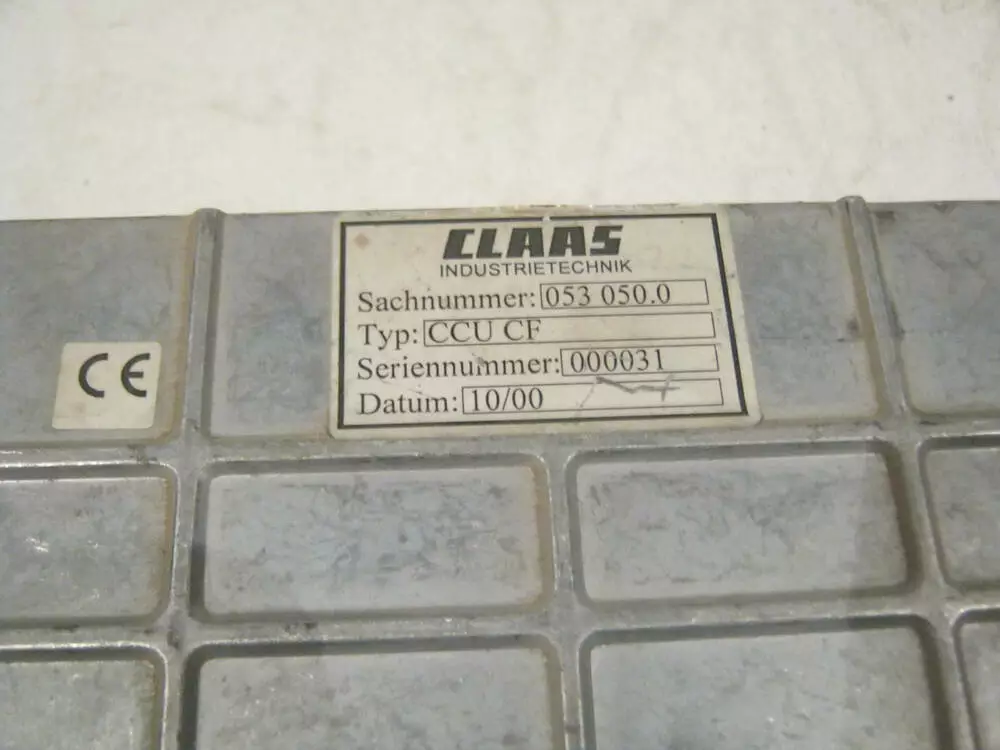 CLAAS
INDUSTRIETECHNIK
Sachnummer: 053 050.0
Typ: CCU CF
Seriennummer: 000031
Datum: 10/00
CE